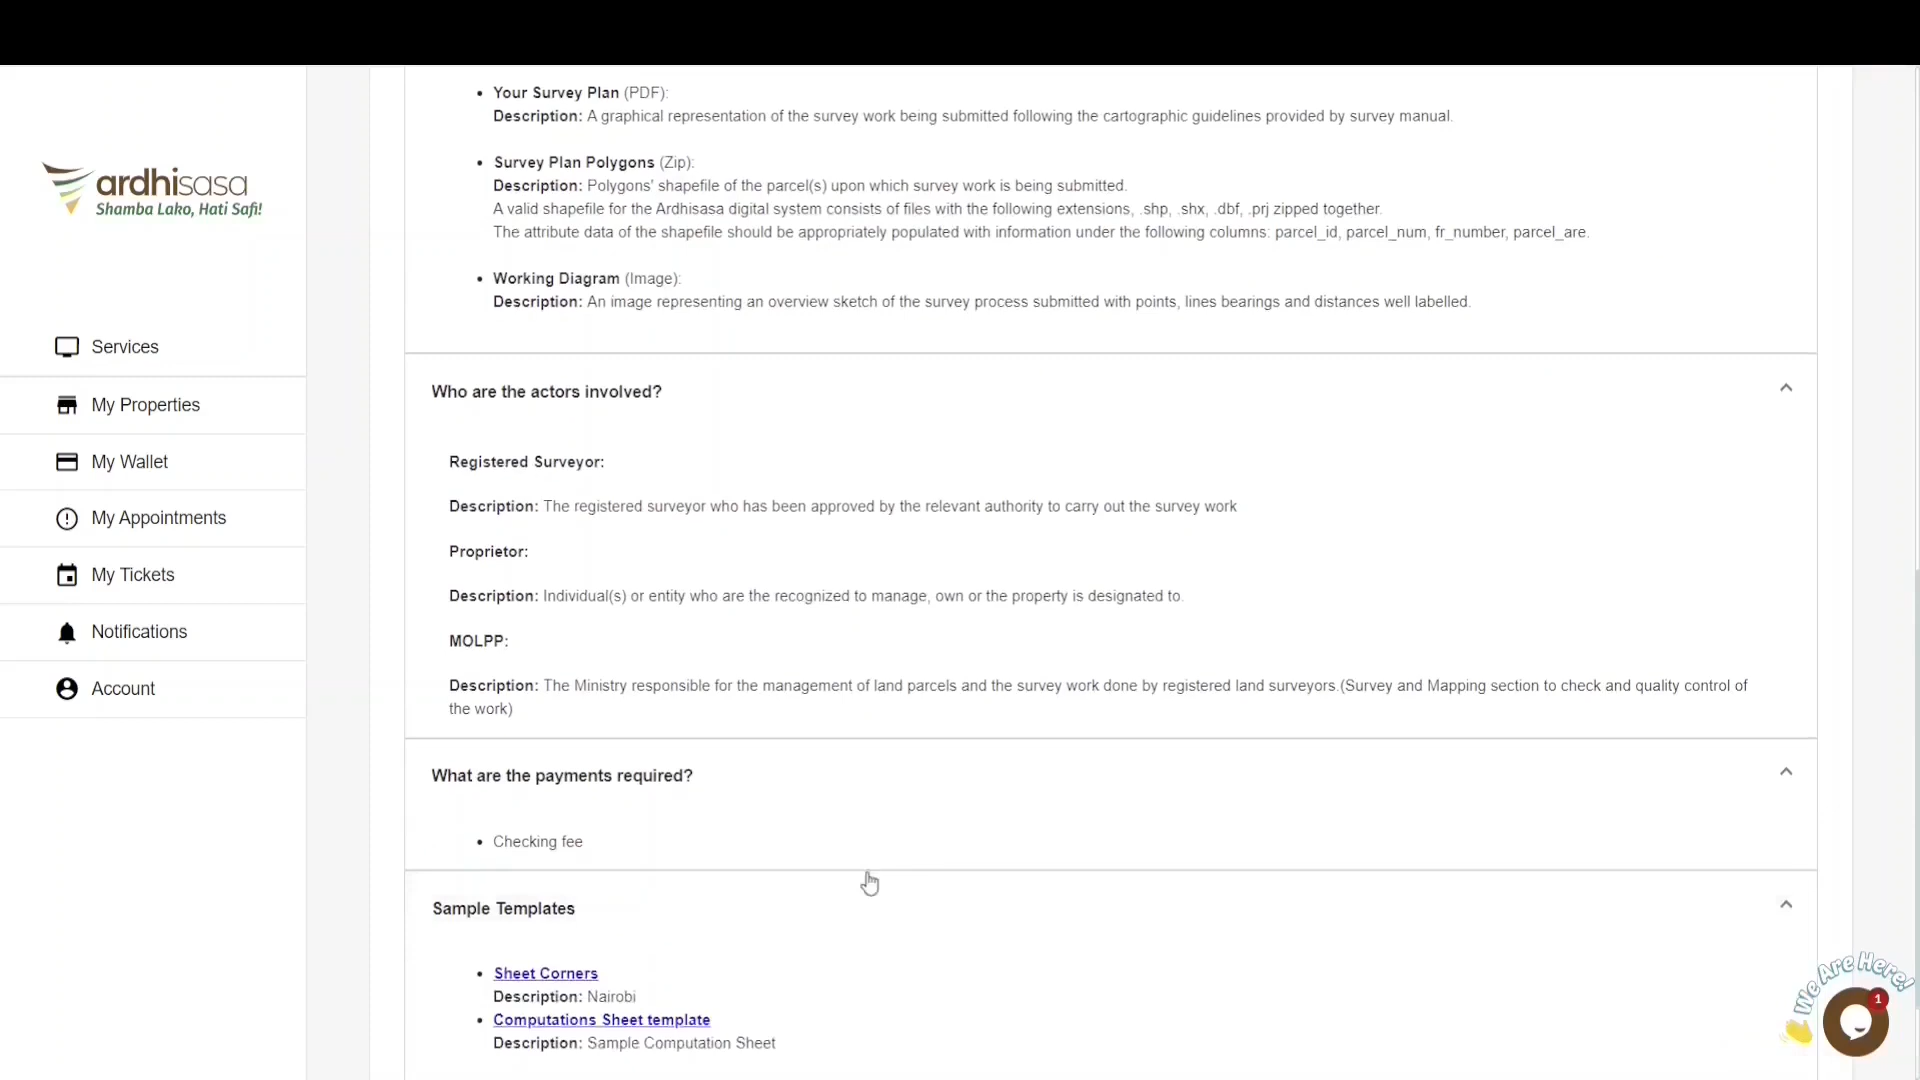 ardhisasa
Shamba Lako, Hati Safi!
Services
My Properties
My Wallet
My Appointments
My Tickets
Notifications
Account
• Your Survey Plan (PDF):
Description: A graphical representation of the survey work being submitted following the cartographic guidelines provided by survey manual.
• Survey Plan Polygons (Zip):
Description: Polygons' shapefile of the parcel(s) upon which survey work is being submitted.
A valid shapefile for the Ardhisasa digital system consists of files with the following extensions, .shp, .shx, .dbf, .prj zipped together.
The attribute data of the shapefile should be appropriately populated with information under the following columns: parcel_id, parcel_num, fr_number, parcel_are.
• Working Diagram (Image):
Description: An image representing an overview sketch of the survey process submitted with points, lines bearings and distances well labelled.
Who are the actors involved?
Registered Surveyor:
Description: The registered surveyor who has been approved by the relevant authority to carry out the survey work
Proprietor:
Description: Individual(s) or entity who are the recognized to manage, own or the property is designated to.
MOLPP:
Description: The Ministry responsible for the management of land parcels and the survey work done by registered land surveyors.(Survey and Mapping section to check and quality control of
the work)
What are the payments required?
• Checking fee
Sample Templates
• Sheet Corners
Description: Nairobi
• Computations Sheet template
Description: Sample Computation Sheet
We Are Here!
1